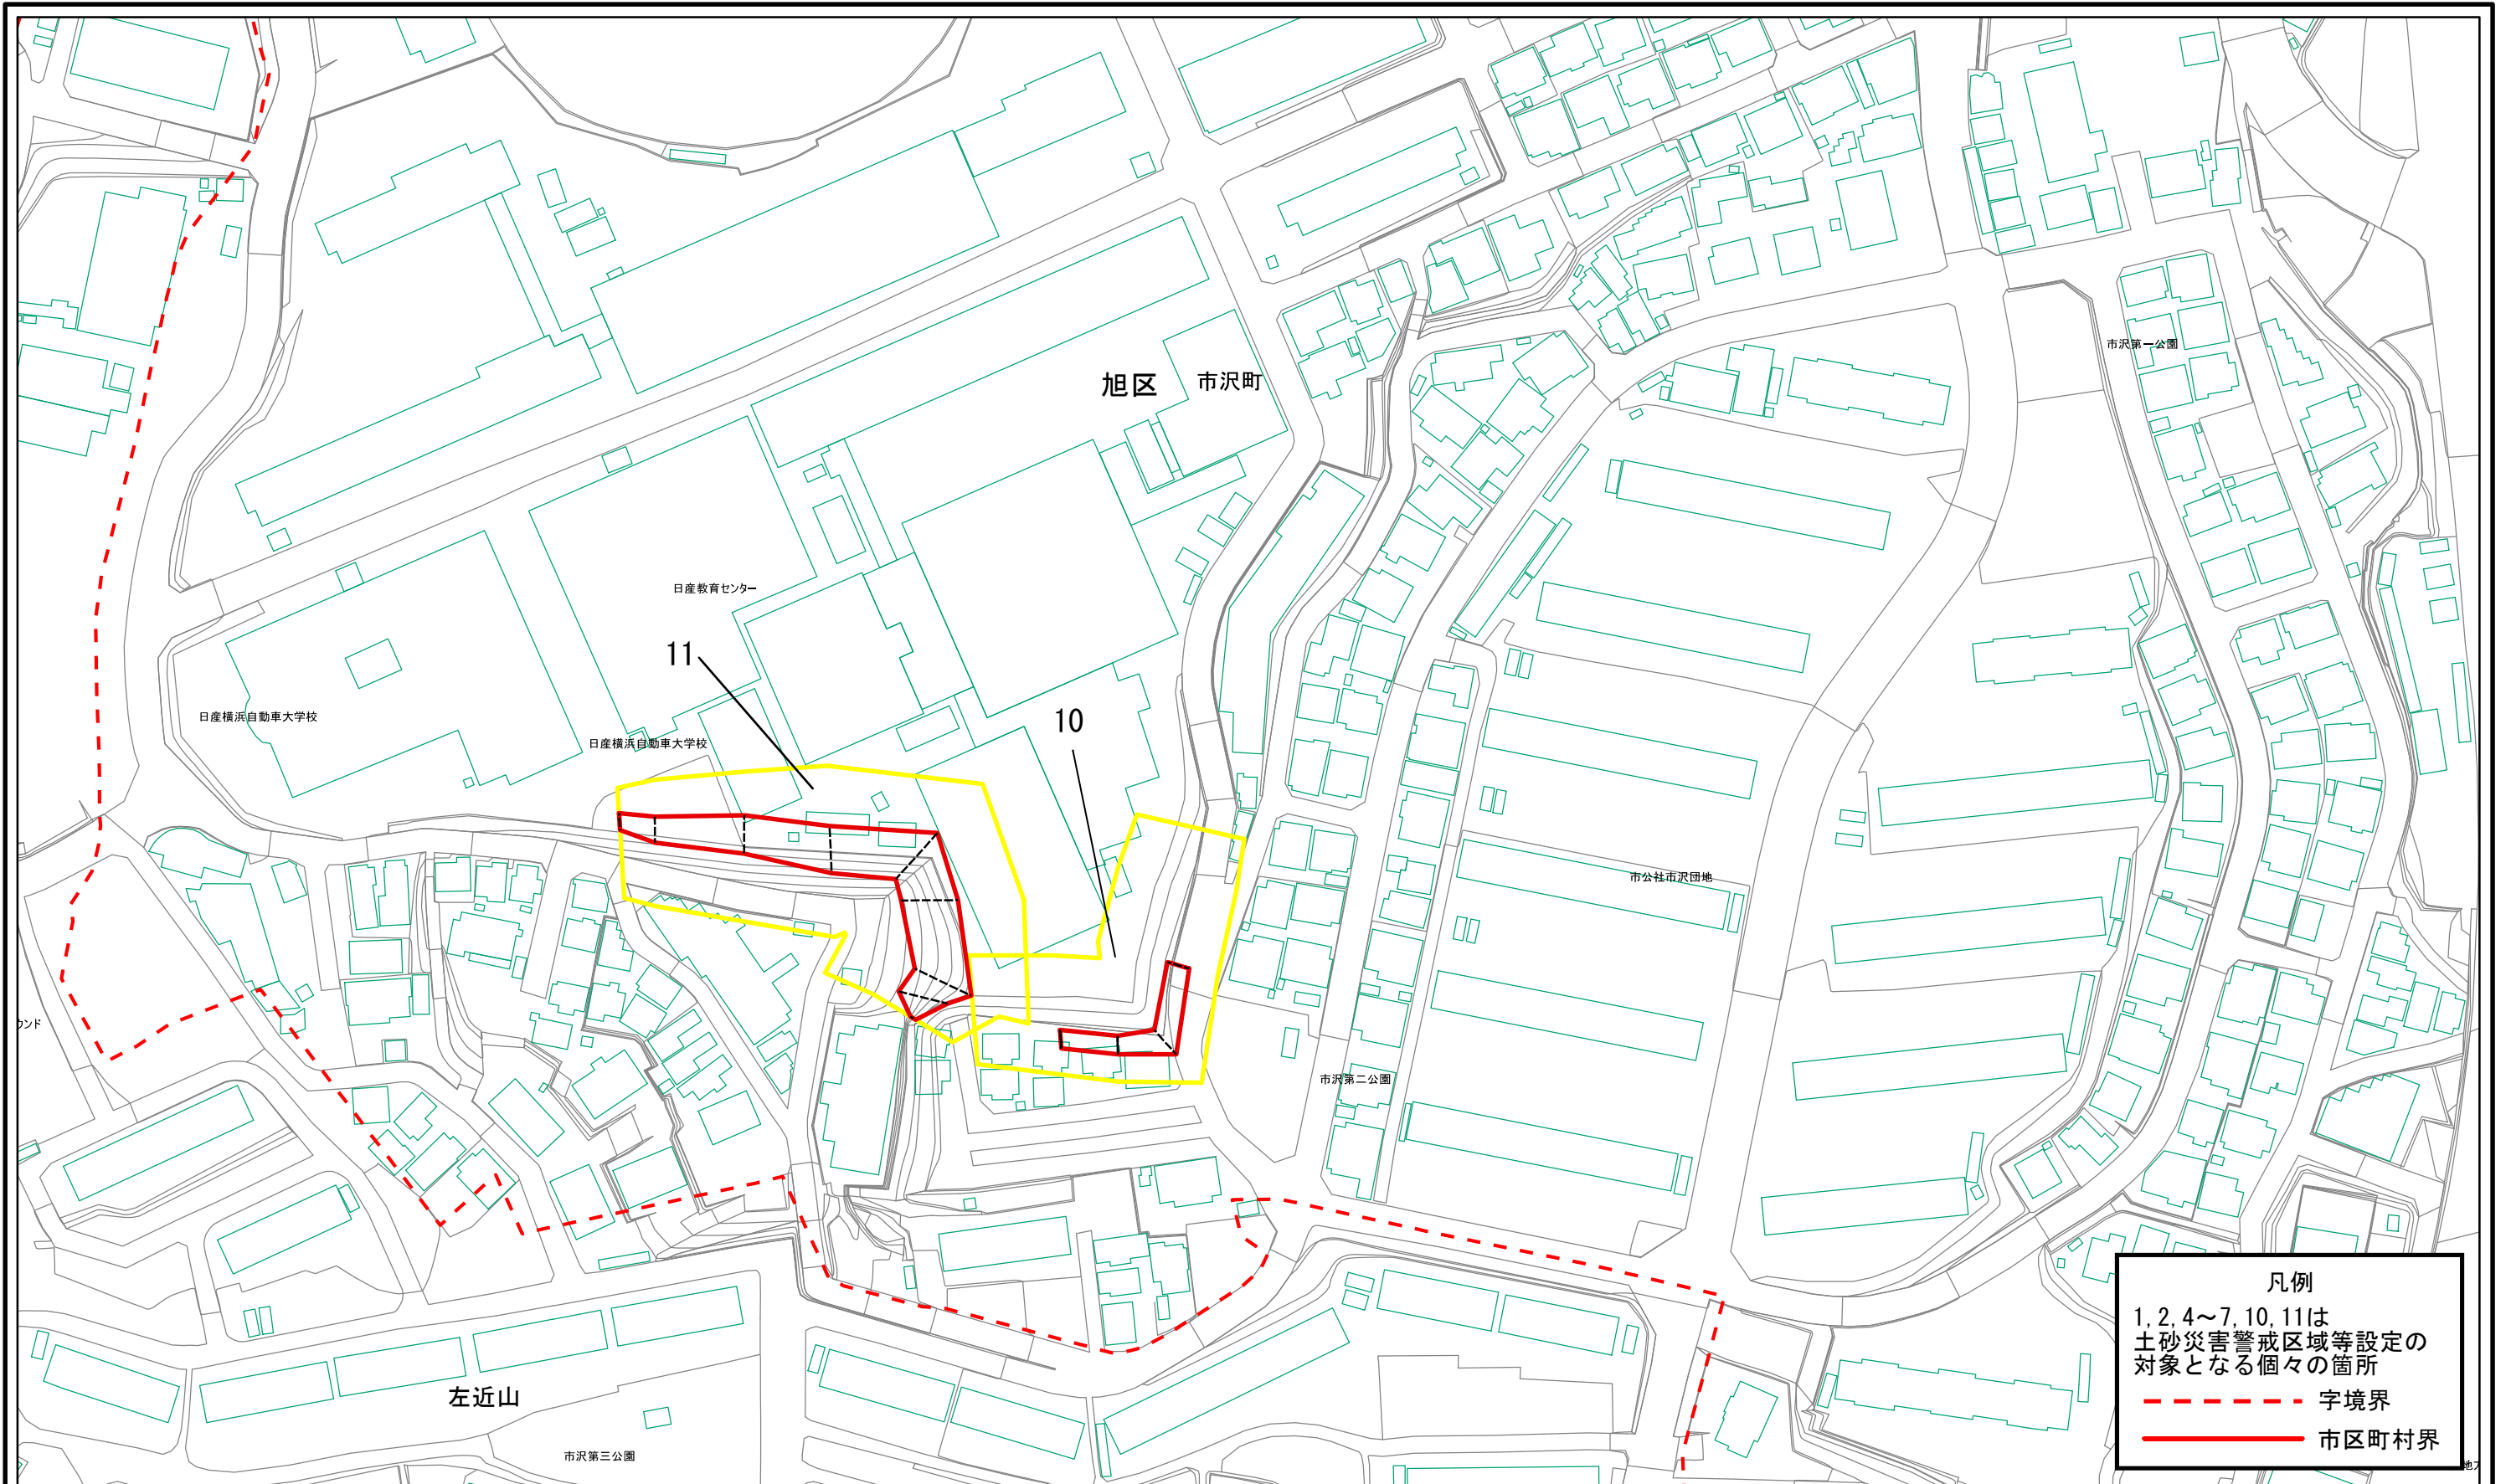 旭区
市沢町
市沢第一公園
日産教育センター
11
10
日産横浜自動車大学校
日産横浜自動車大学校
市公社市沢団地
ウンド
市沢第二公園
左近山
市沢第三公園
凡例
1,2,4～7,10,11は
土砂災害警戒区域等設定の
対象となる個々の箇所
字境界
市区町村界